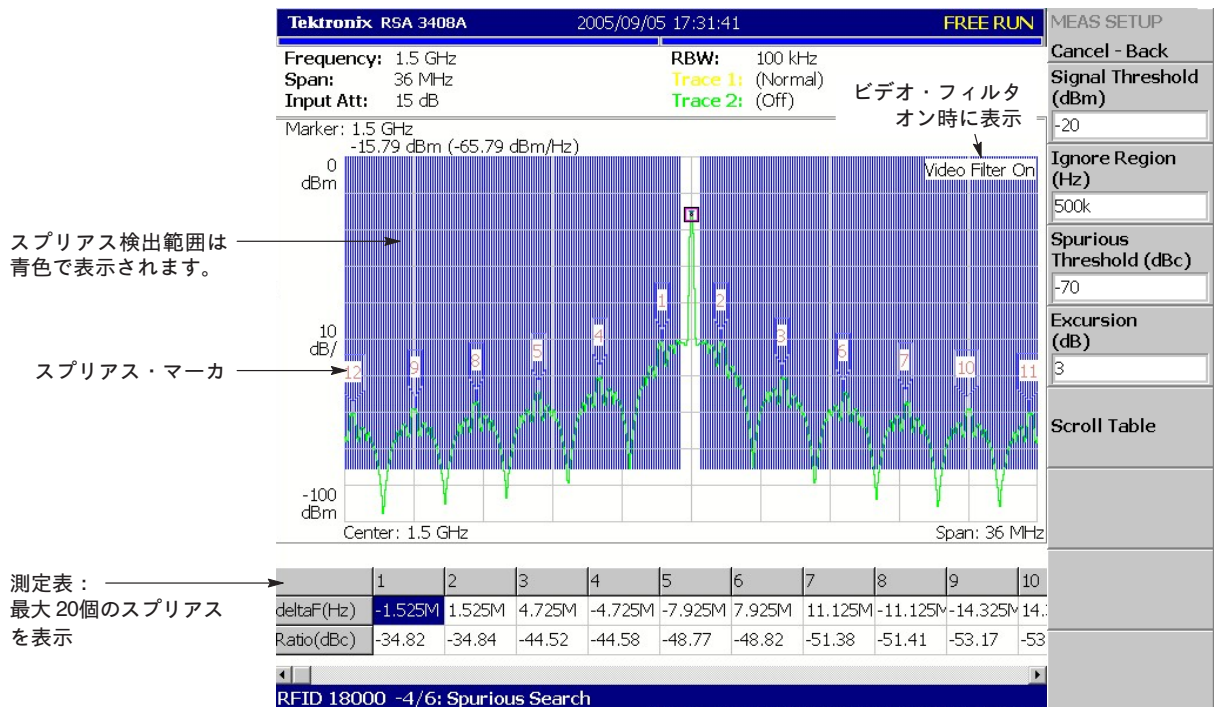 Tektronix RSA 3408A 2005/09/05 17:31:41 FREE RUN
Frequency: 1.5 GHz RBW: 100 kHz
Span: 36 MHz Trace 1: (Normal)
Input Att: 15 dB Trace 2: (Off)
ビデオ・フィルタ
オン時に表示
Marker: 1.5 GHz
-15.79 dBm (-65.79 dBm/Hz)
0
dBm
Video Filter On
スプリアス検出範囲は
青色で表示されます。
1 2
10
dB/
4 3
5 6
12 9 8 7 10 11
スプリアス・マーカ
-100
dBm
Center: 1.5 GHz Span: 36 MHz
測定表：
最大 20個のスプリアス
を表示
1 2 3 4 5 6 7 8 9 10
deltaF(Hz) -1.525M 1.525M 4.725M -4.725M -7.925M 7.925M 11.125M -11.125M -14.325M 14.
Ratio(dBc) -34.82 -34.84 -44.52 -44.58 -48.77 -48.82 -51.38 -51.41 -53.17 -53
RFID 18000 -4/6: Spurious Search
MEAS SETUP
Cancel - Back
Signal Threshold
(dBm)
-20
Ignore Region
(Hz)
500k
Spurious
Threshold (dBc)
-70
Excursion
(dB)
3
Scroll Table